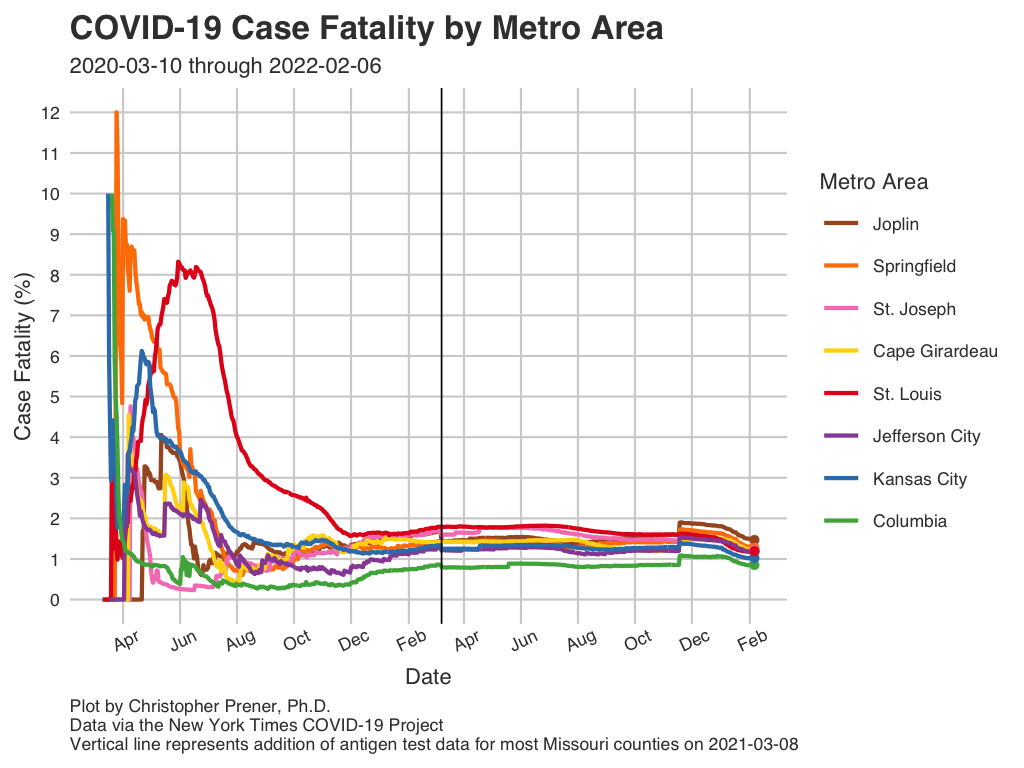 COVID-19 Case Fatality by Metro Area
2020-03-10 through 2022-02-06
12
11
10
9
8
7
6
5
4
3
2
1
0
Case Fatality (%)
Apr
Jun
Aug
Oct
Dec
Feb
Apr
Jun
Aug
Oct
Dec
Feb
Date
Metro Area
Joplin
Springfield
St. Joseph
Cape Girardeau
St. Louis
Jefferson City
Kansas City
Columbia
Plot by Christopher Prener, Ph.D.
Data via the New York Times COVID-19 Project
Vertical line represents addition of antigen test data for most Missouri counties on 2021-03-08